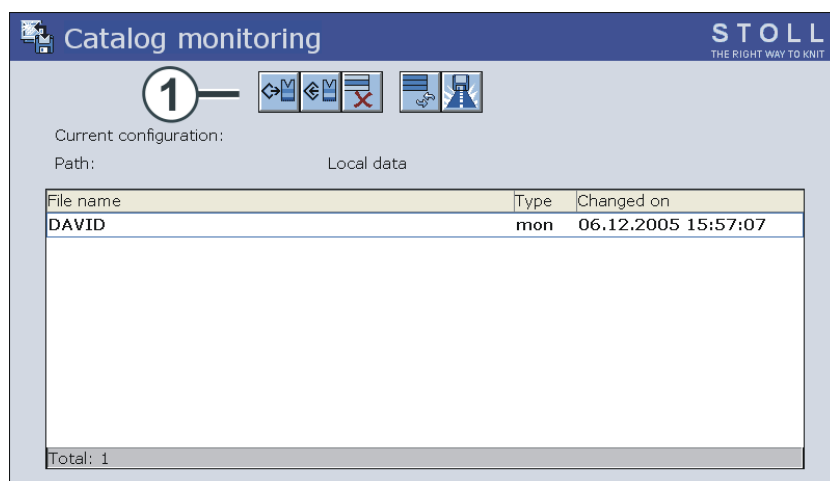 Catalog monitoring
STOLL
THE RIGHT WAY TO KNIT
1
Current configuration:
Path: Local data
File name Type Changed on
DAVID mon 06.12.2005 15:57:07
Total: 1